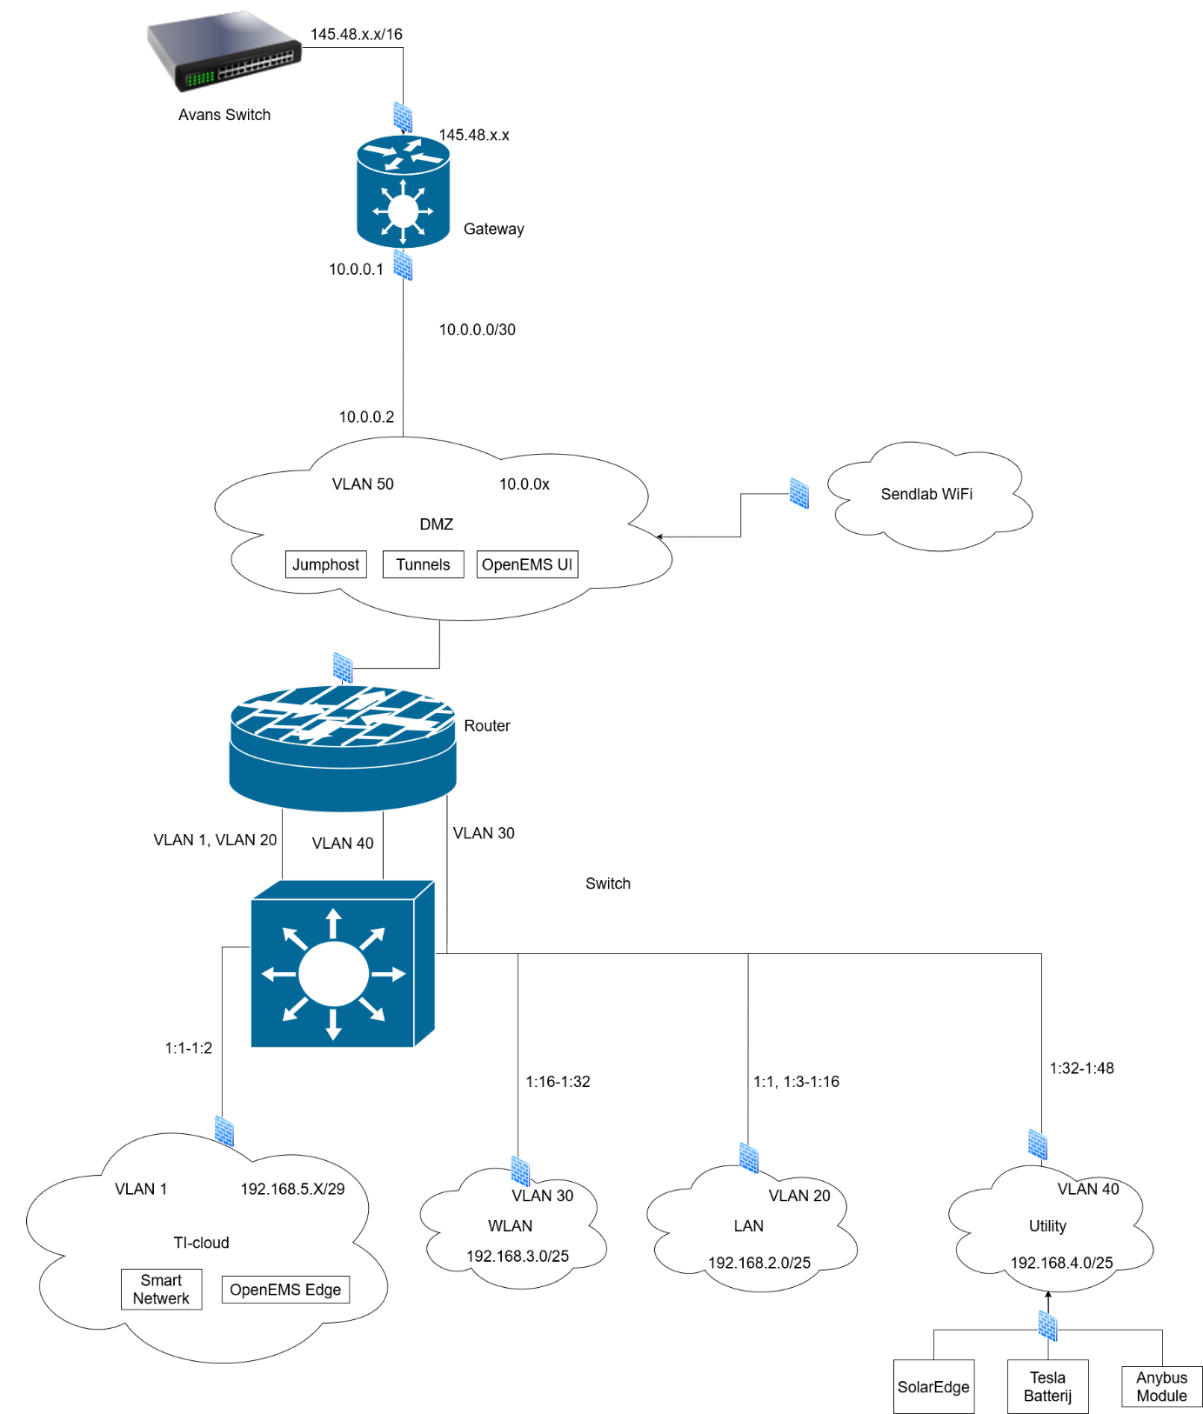 145.48.x.x/16
Avans Switch
145.48.x.x
Gateway
10.0.0.1
10.0.0.0/30
10.0.0.2
VLAN 50
10.0.0x
Sendlab WiFi
DMZ
Jumphost
Tunnels
OpenEMS UI
Router
VLAN 1, VLAN 20
VLAN 40
VLAN 30
Switch
1:1-1:2
1:16-1:32
1:1, 1:3-1:16
1:32-1:48
VLAN 1
192.168.5.X/29
TI-cloud
Smart
Netwerk
OpenEMS Edge
VLAN 30
WLAN
192.168.3.0/25
VLAN 20
LAN
192.168.2.0/25
VLAN 40
Utility
192.168.4.0/25
SolarEdge
Tesla
Batterij
Anybus
Module